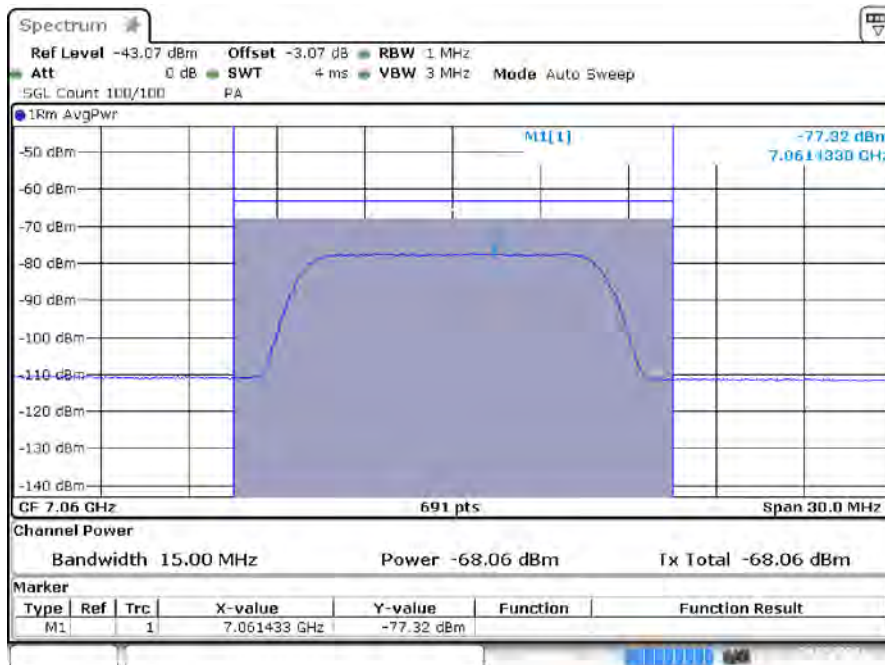 Spectrum
Ref Level -43.07 dBm Offset -3.07 dB RBW 1 MHz
Att 0 dB SWT 4 ms VBW 3 MHz Mode Auto Sweep
SGL Count 100/100 PA
1Rm AvgPwr
M1[1] -77.32 dBm
7.0614330 GHz
-50 dBm
-60 dBm
-70 dBm
-80 dBm
-90 dBm
-100 dBm
-110 dBm
-120 dBm
-130 dBm
-140 dBm
CF 7.06 GHz 691 pts Span 30.0 MHz
Channel Power
Bandwidth 15.00 MHz Power -68.06 dBm Tx Total -68.06 dBm
Marker
Type Ref Trc X-value Y-value Function Function Result
M1 1 7.061433 GHz -77.32 dBm